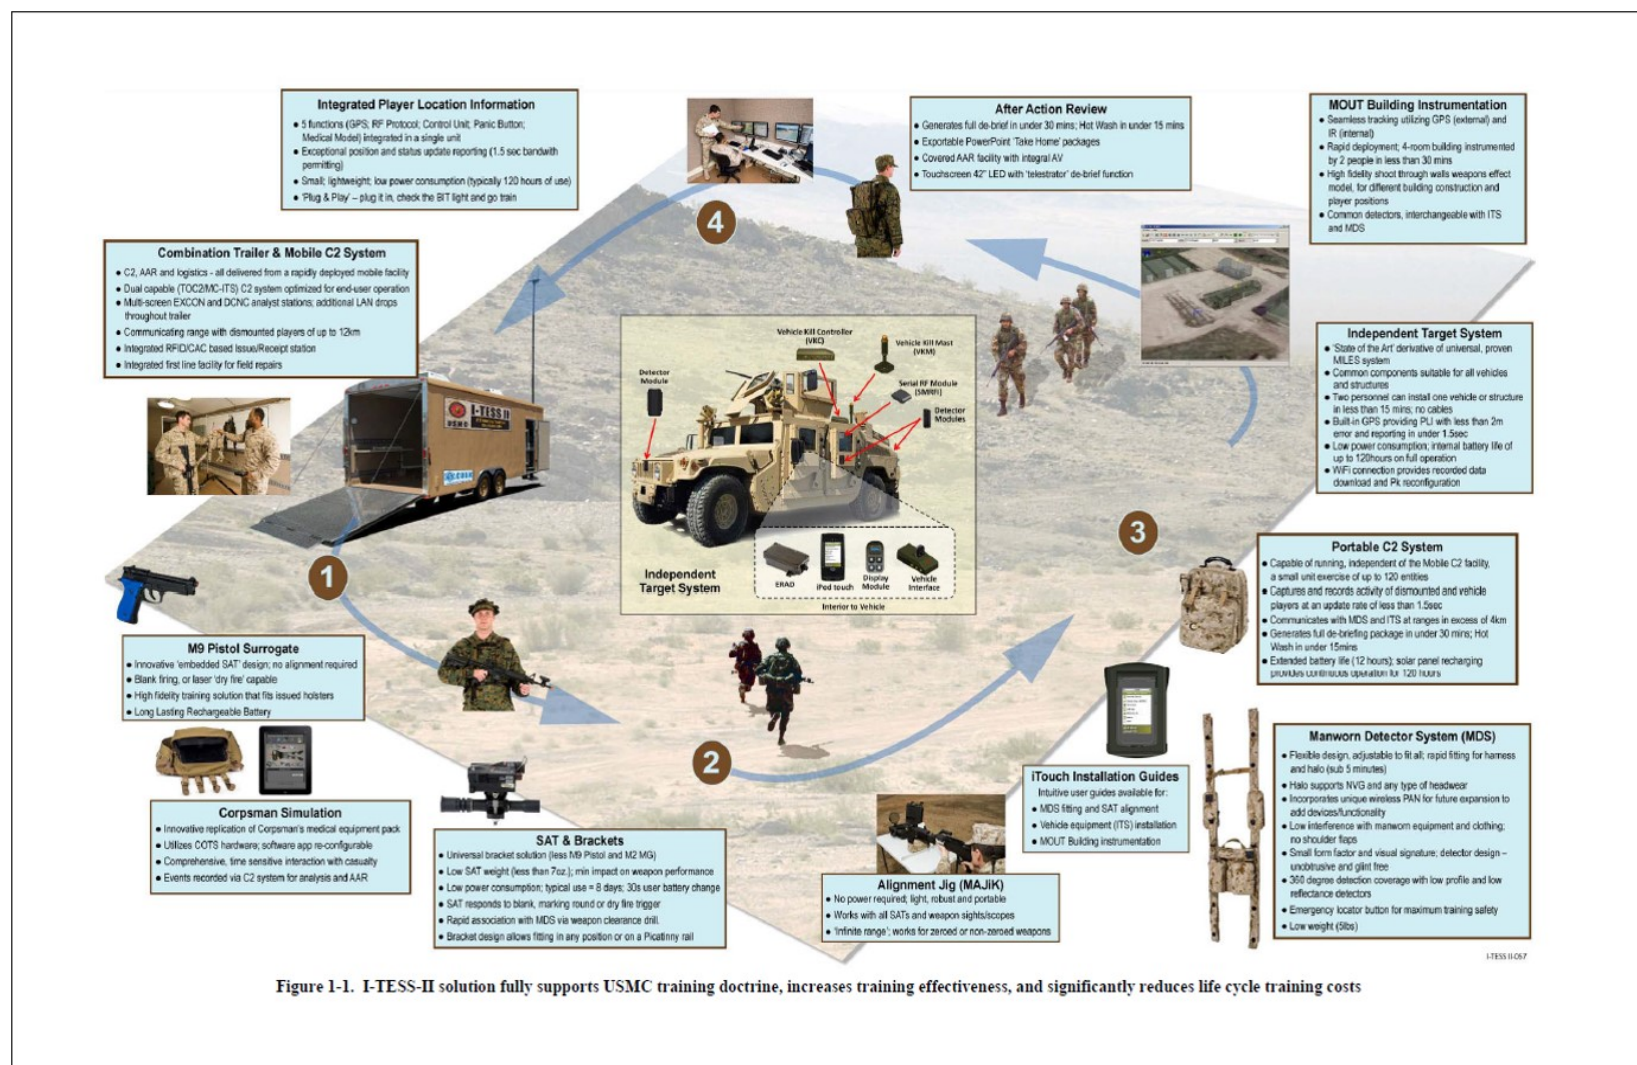 Integrated Player Location Information
● 5 functions (GPS; RF Protocol; Control Unit; Panic Button;
Medical Model) integrated in a single unit
● Exceptional position and status update reporting (1.5 sec bandwith
permitting)
● Small; lightweight; low power consumption (typically 120 hours of use)
● 'Plug & Play' – plug it in, check the BIT light and go train
4
After Action Review
● Generates full de-brief in under 30 mins; Hot Wash in under 15 mins
● Exportable PowerPoint 'Take Home' packages
● Covered AAR facility with integral AV
● Touchscreen 42" LED with 'telestrator' de-brief function
MOUT Building Instrumentation
● Seamless tracking utilizing GPS (external) and
IR (internal)
● Rapid deployment; 4-room building instrumented
by 2 people in less than 30 mins
● High fidelity shoot through walls weapons effect
model, for different building construction and
player positions
● Common detectors, interchangeable with ITS
and MDS
Combination Trailer & Mobile C2 System
● C2, AAR and logistics - all delivered from a rapidly deployed mobile facility
● Dual capable (TOC2/MC-ITS) C2 system optimized for end-user operation
● Multi-screen EXCON and DCNC analyst stations; additional LAN drops
throughout trailer
● Communicating range with dismounted players of up to 12km
● Integrated RFID/CAC based Issue/Receipt station
● Integrated first line facility for field repairs
I-TESS II
USMC
Vehicle Kill Controller
(VKC)
Vehicle Kill Mast
(VKM)
Detector
Module
Serial RF Module
(SMRFi)
Detector
Modules
Independent
Target System
ERAD
iPod touch
Display
Module
Vehicle
Interface
Interior to Vehicle
Independent Target System
● 'State of the Art' derivative of universal, proven
MILES system
● Common components suitable for all vehicles
and structures
● Two personnel can install one vehicle or structure
in less than 15 mins; no cables
● Built-in GPS providing PLI with less than 2m
error and reporting in under 1.5sec
● Low power consumption; internal battery life of
up to 120hours on full operation
● WiFi connection provides recorded data
download and Pk reconfiguration
3
1
Portable C2 System
● Capable of running, independent of the Mobile C2 facility,
a small unit exercise of up to 120 entities
● Captures and records activity of dismounted and vehicle
players at an update rate of less than 1.5sec
● Communicates with MDS and ITS at ranges in excess of 4km
● Generates full de-briefing package in under 30 mins; Hot
Wash in under 15mins
● Extended battery life (12 hours); solar panel recharging
provides continuous operation for 120 hours
M9 Pistol Surrogate
● Innovative 'embedded SAT' design; no alignment required
● Blank firing, or laser 'dry fire' capable
● High fidelity training solution that fits issued holsters
● Long Lasting Rechargeable Battery
2
Manworn Detector System (MDS)
● Flexible design, adjustable to fit all; rapid fitting for harness
and halo (sub 5 minutes)
● Halo supports NVG and any type of headwear
● Incorporates unique wireless PAN for future expansion to
add devices/functionality
● Low interference with manworn equipment and clothing;
no shoulder flaps
● Small form factor and visual signature; detector design –
unobtrusive and glint free
● 360 degree detection coverage with low profile and low
reflectance detectors
● Emergency locator button for maximum training safety
● Low weight (5lbs)
iTouch Installation Guides
Intuitive user guides available for:
● MDS fitting and SAT alignment
● Vehicle equipment (ITS) installation
● MOUT Building instrumentation
Corpsman Simulation
● Innovative replication of Corpsman's medical equipment pack
● Utilizes COTS hardware; software app re-configurable
● Comprehensive, time sensitive interaction with casualty
● Events recorded via C2 system for analysis and AAR
SAT & Brackets
● Universal bracket solution (less M9 Pistol and M2 MG)
● Low SAT weight (less than 7oz.); min impact on weapon performance
● Low power consumption; typical use = 8 days; 30s user battery change
● SAT responds to blank, marking round or dry fire trigger
● Rapid association with MDS via weapon clearance drill.
● Bracket design allows fitting in any position or on a Picatinny rail
Alignment Jig (MAJiK)
● No power required; light, robust and portable
● Works with all SATs and weapon sights/scopes
● 'Infinite range'; works for zeroed or non-zeroed weapons
I-TESS II-057
Figure 1-1. I-TESS-II solution fully supports USMC training doctrine, increases training effectiveness, and significantly reduces life cycle training costs